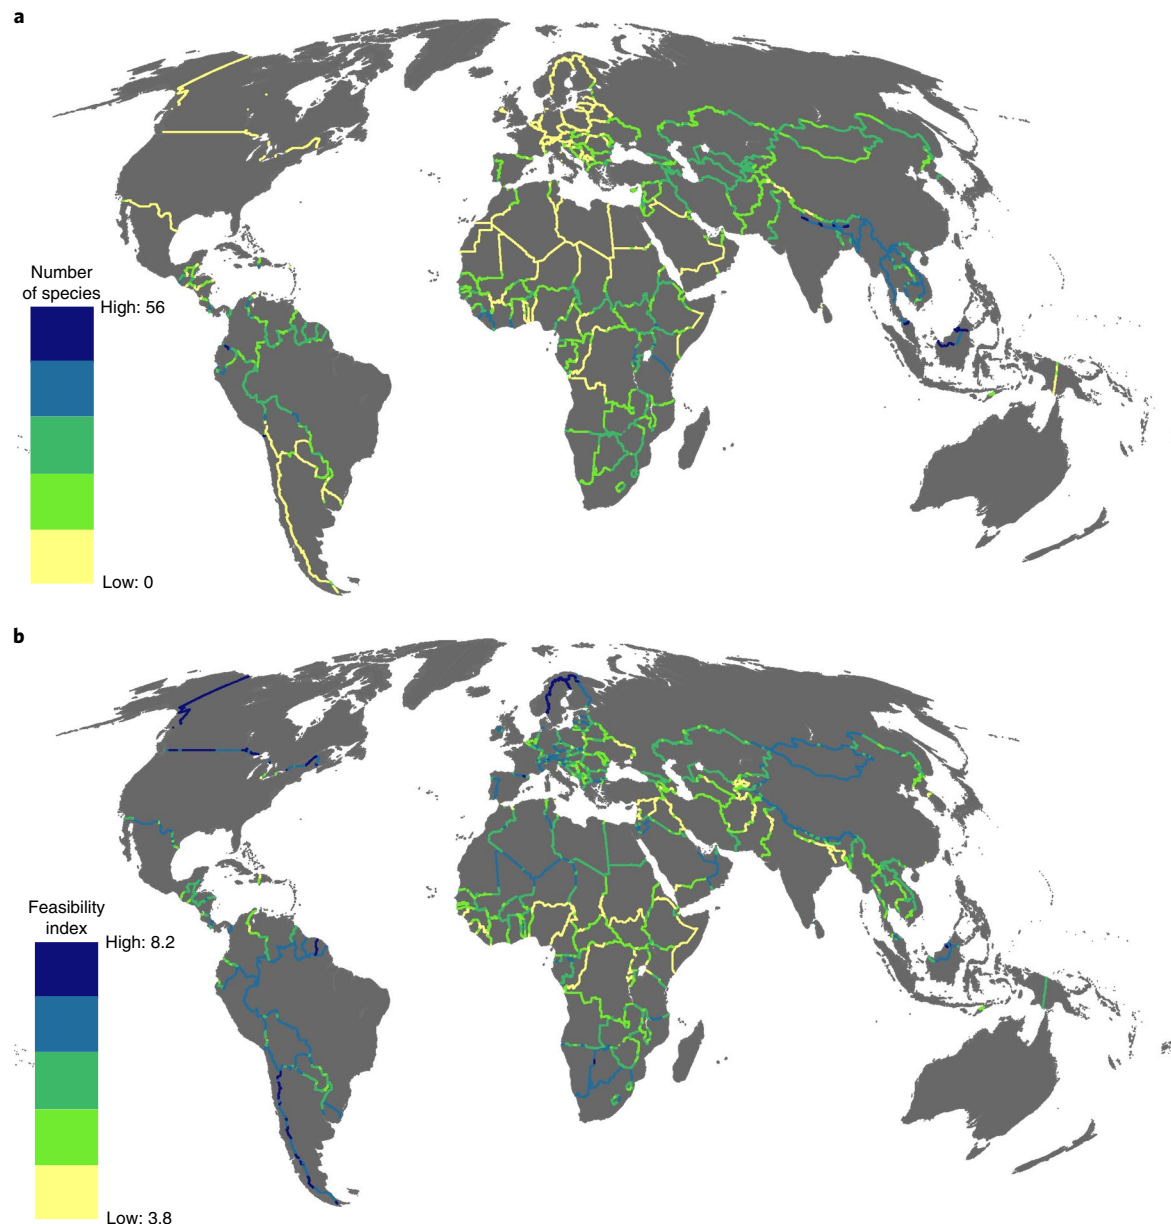 a
Number
of species
High: 56
Low: 0
b
Feasibility
index
High: 8.2
Low: 3.8